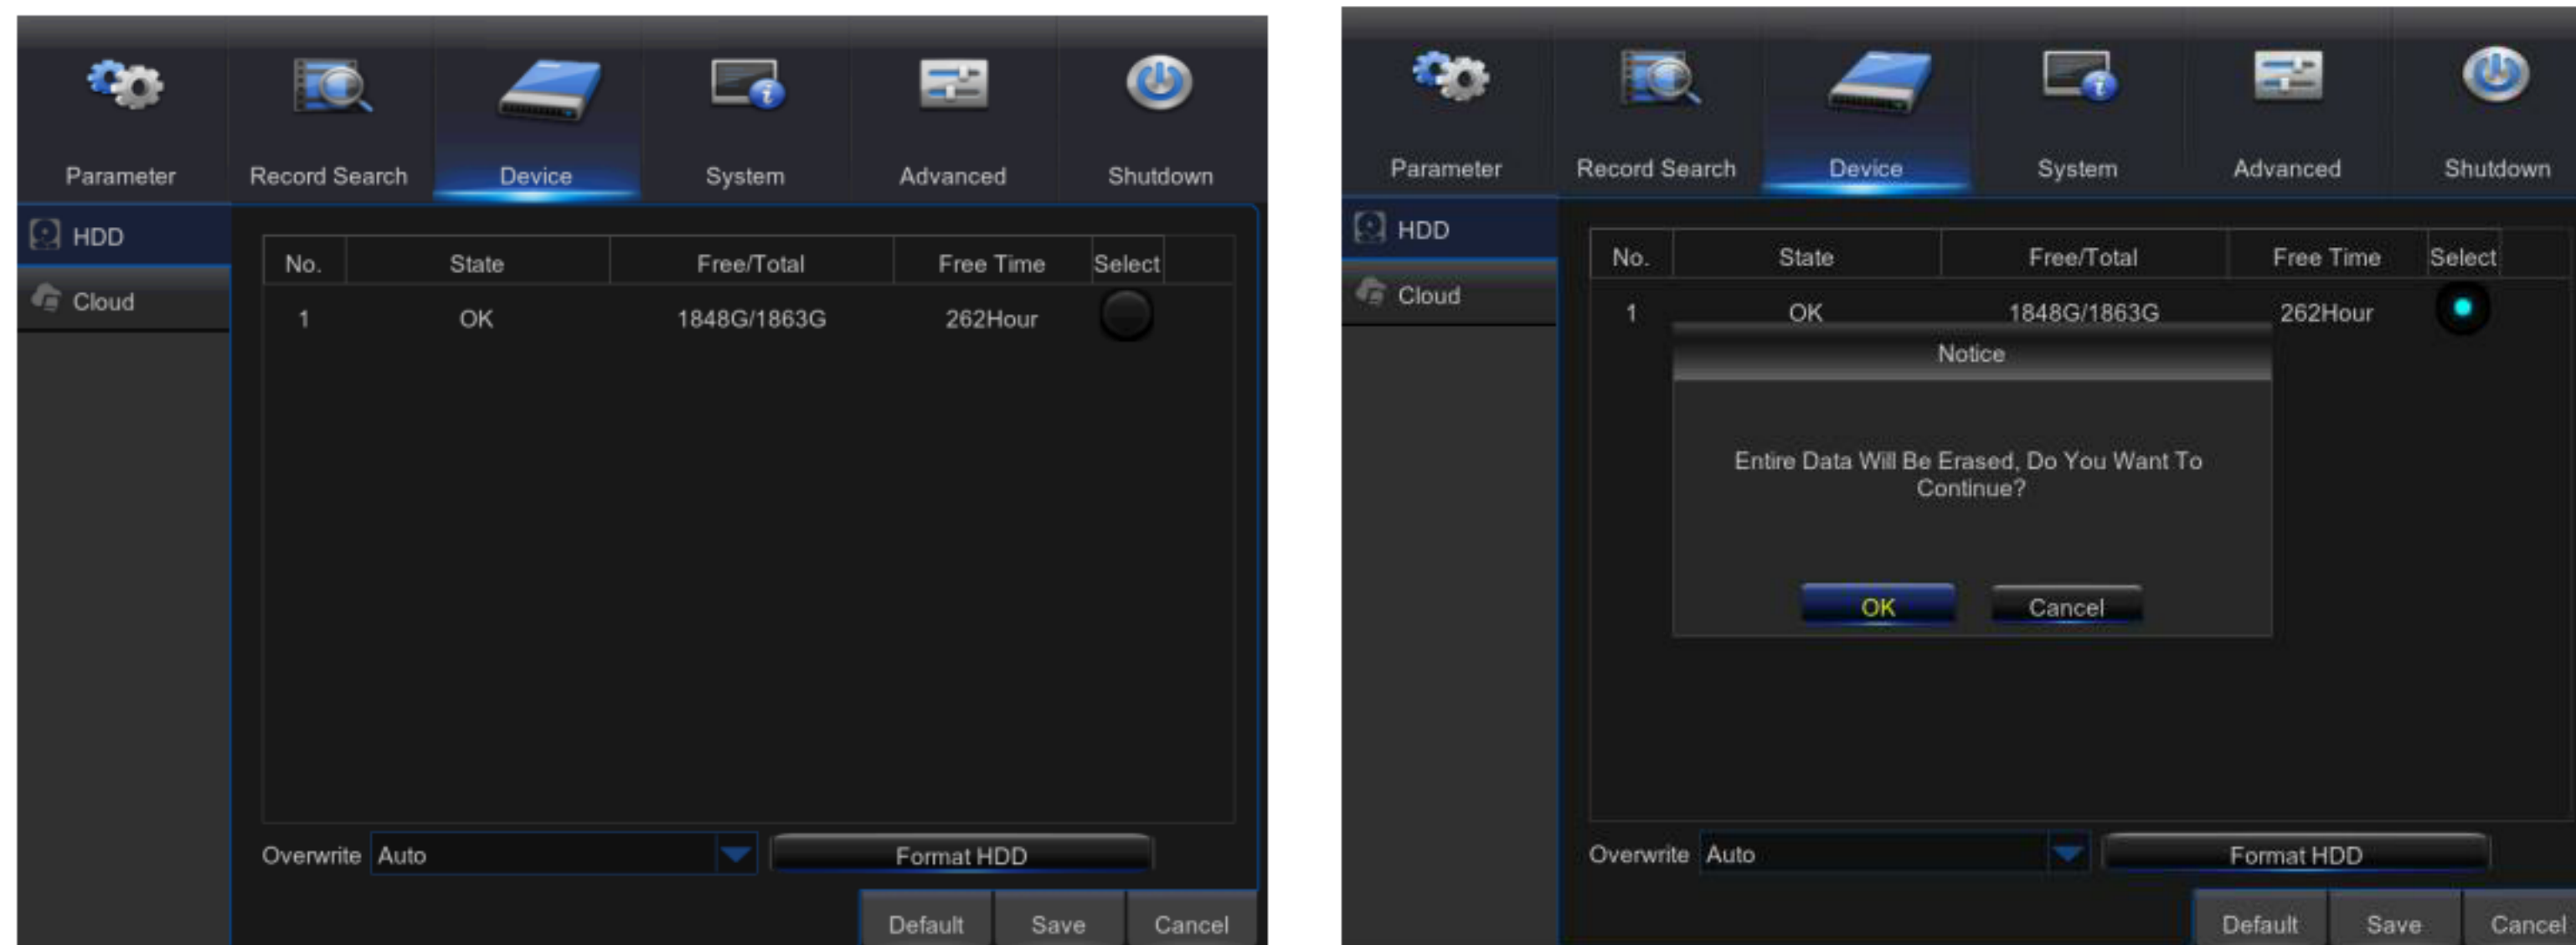 Parameter Record Search Device System Advanced Shutdown
HDD
Cloud
No. State Free/Total Free Time Select
1 OK 1848G/1863G 262Hour
Overwrite Auto Format HDD
Default Save Cancel
Parameter Record Search Device System Advanced Shutdown
HDD
Cloud
No. State Free/Total Free Time Select
1 OK 1848G/1863G 262Hour
Notice
Entire Data Will Be Erased, Do You Want To
Continue?
OK Cancel
Overwrite Auto Format HDD
Default Save Cancel